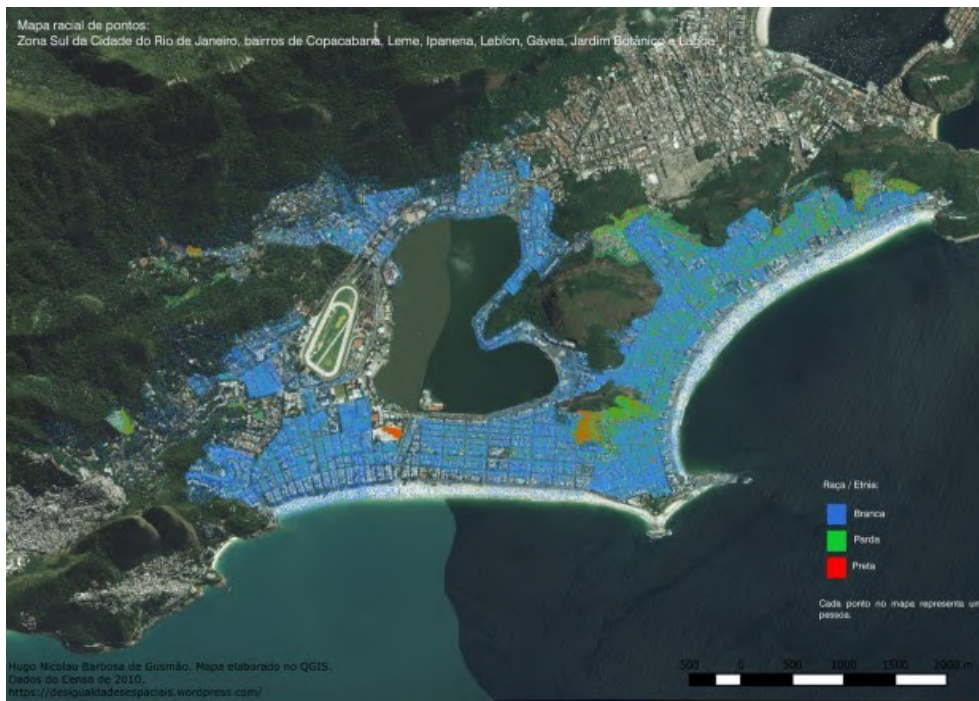 Mapa racial de pontos:
Zona Sul da Cidade do Rio de Janeiro, bairros de Copacabana, Leme, Ipanena, Leblon, Gávea, Jardim Botânico e Lagoa
Raça / Etnia:
Branca
Parda
Preta
Cada ponto no mapa representa um
pessoa.
Hugo Nicolau Barbosa de Gusmão. Mapa elaborado no QGIS.
Dados do Censo de 2010.
https://desigualdadesespaciais.wordpress.com/
500 0 500 1000 1500 2000 m